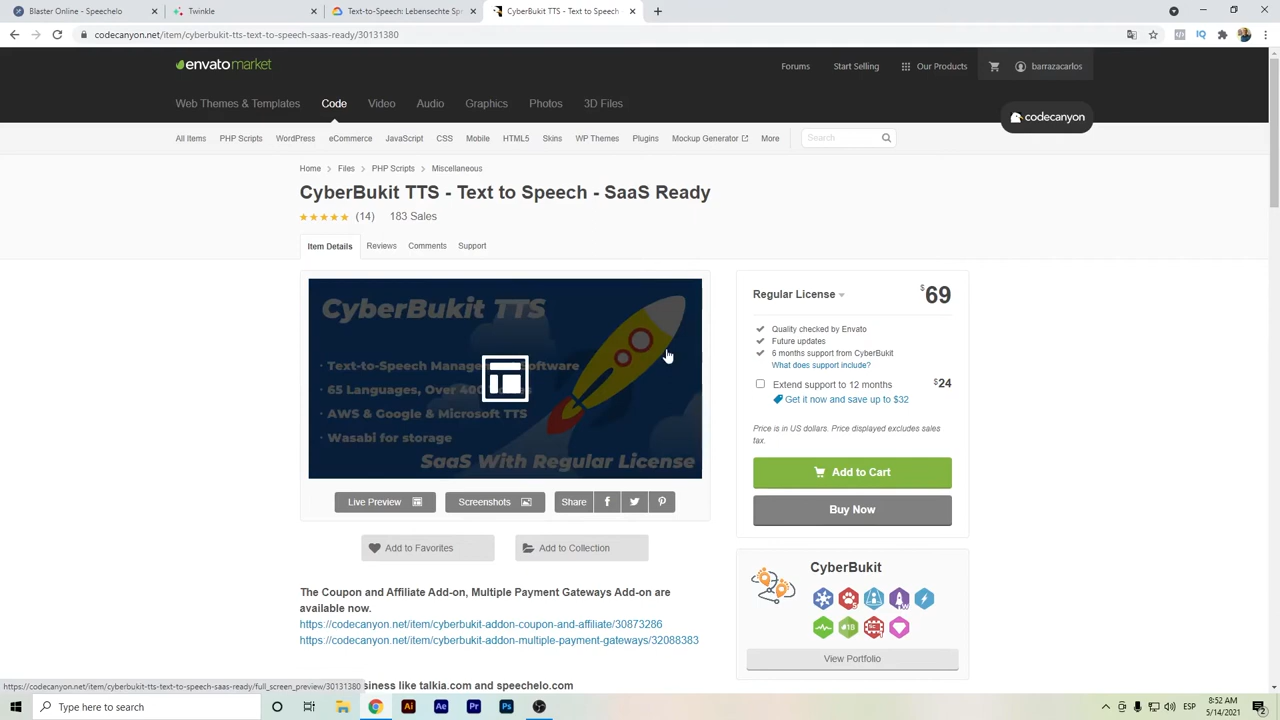 Blaster Online - Speechelo
Twinkle
Text-to-Speech: Lebensechte Sp
CyberBukit TTS - Text to Speech
codecanyon.net/item/cyberbukit-tts-text-to-speech-saas-ready/30131380
envatomarket
Forums
Start Selling
Our Products
barrazacarlos
Web Themes & Templates
Code
Video
Audio
Graphics
Photos
3D Files
codecanyon
All Items
PHP Scripts
WordPress
eCommerce
JavaScript
CSS
Mobile
HTML5
Skins
WP Themes
Plugins
Mockup Generator
More
Search
Home
Files
PHP Scripts
Miscellaneous
CyberBukit TTS - Text to Speech - SaaS Ready
(14)
183 Sales
Item Details
Reviews
Comments
Support
CyberBukit TTS
· Text-to-Speech Management Software
· 65 Languages, Over 400
· AWS & Google & Microsoft TTS
· Wasabi for storage
SaaS With Regular License
Live Preview
Screenshots
Share
Add to Favorites
Add to Collection
Regular License
$69
Quality checked by Envato
Future updates
6 months support from CyberBukit
What does support include?
Extend support to 12 months
$24
Get it now and save up to $32
Price is in US dollars. Price displayed excludes sales
tax.
Add to Cart
Buy Now
CyberBukit
View Portfolio
The Coupon and Affiliate Add-on, Multiple Payment Gateways Add-on are
available now.
https://codecanyon.net/item/cyberbukit-addon-coupon-and-affiliate/30873286
https://codecanyon.net/item/cyberbukit-addon-multiple-payment-gateways/32088383
siness like talkia.com and speechelo.com
https://codecanyon.net/item/cyberbukit-tts-text-to-speech-saas-ready/full_screen_preview/30131380
Type here to search
Ai
Ae
Pr
Ps
ESP
8:52 AM
5/14/2021
2